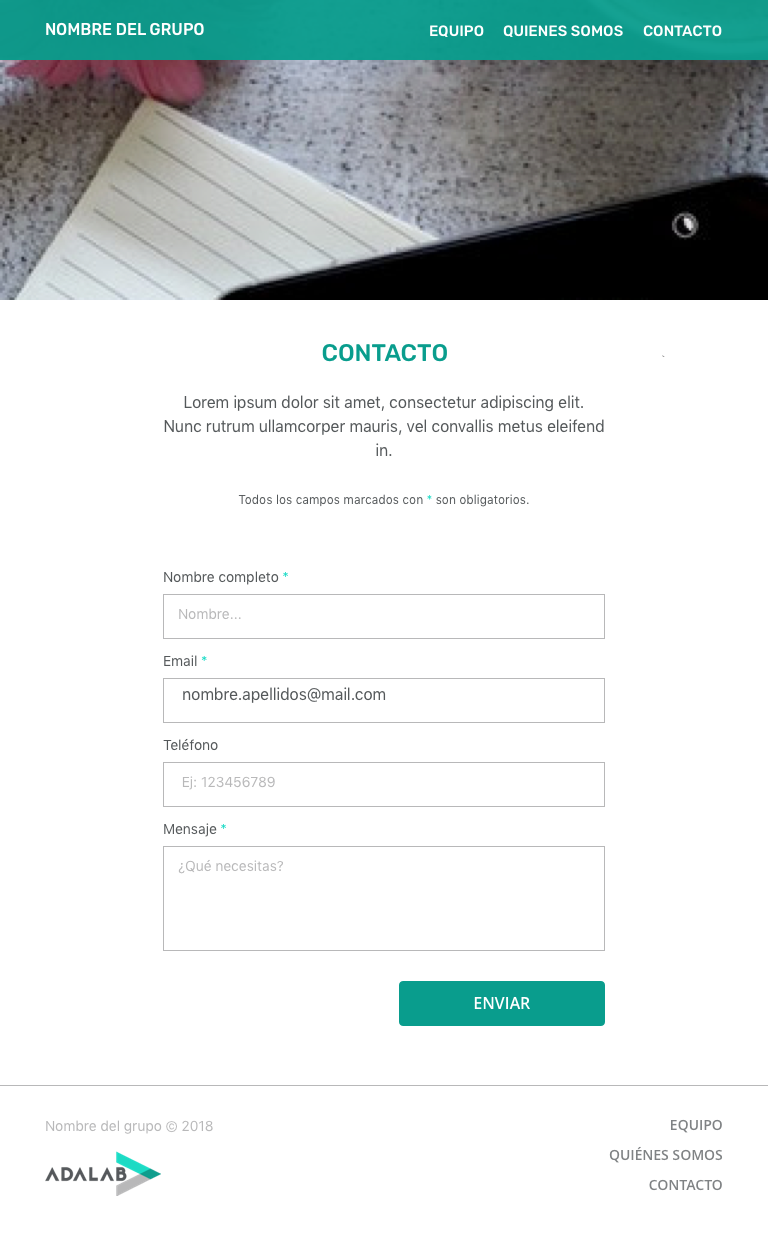 NOMBRE DEL GRUPO
EQUIPO QUIENES SOMOS CONTACTO
CONTACTO
Lorem ipsum dolor sit amet, consectetur adipiscing elit.
Nunc rutrum ullamcorper mauris, vel convallis metus eleifend
in.
Todos los campos marcados con * son obligatorios.
Nombre completo *
Nombre...
Email *
nombre.apellidos@mail.com
Teléfono
Ej: 123456789
Mensaje *
¿Qué necesitas?
ENVIAR
Nombre del grupo © 2018
ADALAB
EQUIPO
QUIÉNES SOMOS
CONTACTO